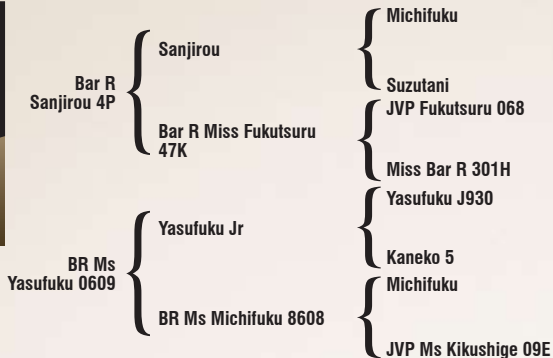 Michifuku
Sanjirou
Bar R
Sanjirou 4P
Suzutani
JVP Fukutsuru 068
Bar R Miss Fukutsuru
47K
Miss Bar R 301H
Yasufuku J930
Yasufuku Jr
BR Ms
Yasufuku 0609
Kaneko 5
Michifuku
BR Ms Michifuku 8608
JVP Ms Kikushige 09E